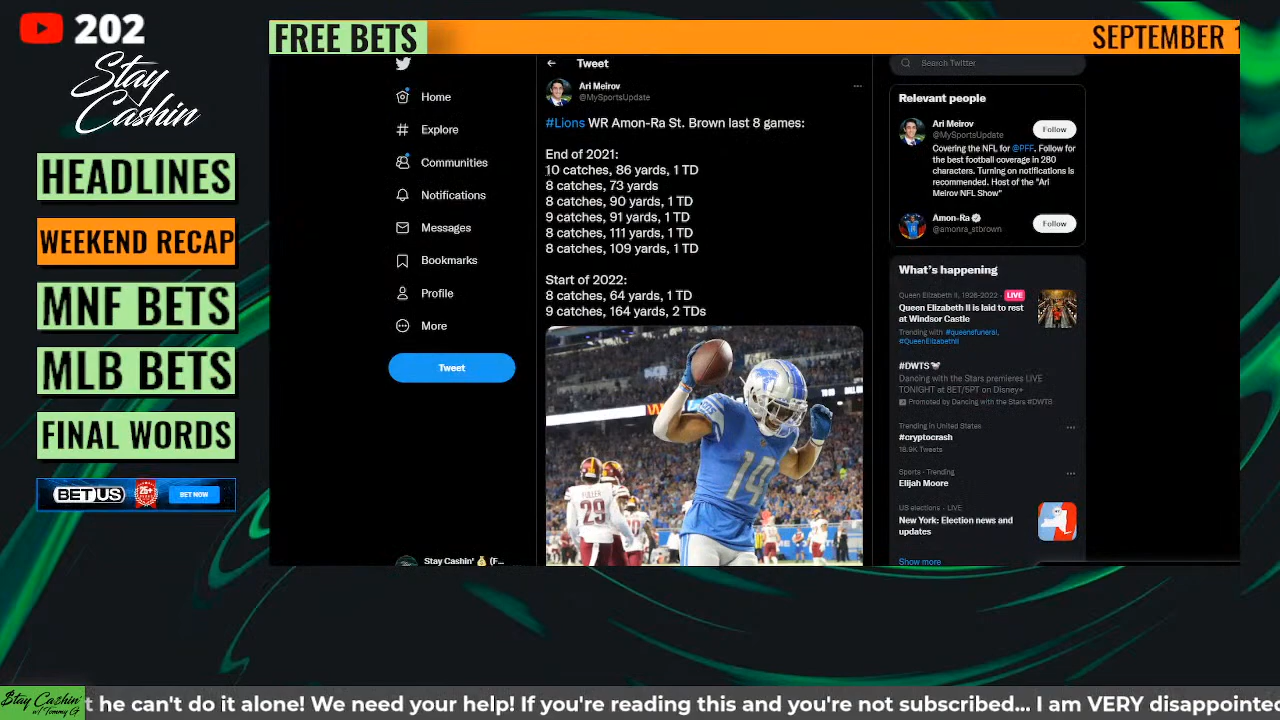 202
Stay
Cashin
HEADLINES
WEEKEND RECAP
MNF BETS
MLB BETS
FINAL WORDS
BETUS
25+
BET NOW
FREE BETS
SEPTEMBER 1
Home
Explore
Communities
Notifications
Messages
Bookmarks
Profile
More
Tweet
Stay Cashin' 💰 (F...
Tweet
Ari Meirov
@MySportsUpdate
#Lions WR Amon-Ra St. Brown last 8 games:
End of 2021:
10 catches, 86 yards, 1 TD
8 catches, 73 yards
8 catches, 90 yards, 1 TD
9 catches, 91 yards, 1 TD
8 catches, 111 yards, 1 TD
8 catches, 109 yards, 1 TD
Start of 2022:
8 catches, 64 yards, 1 TD
9 catches, 164 yards, 2 TDs
FULLER
29
14
Search Twitter
Relevant people
Ari Meirov
@MySportsUpdate
Follow
Covering the NFL for @PFF. Follow for
the best football coverage in 280
characters. Turning on notifications is
recommended. Host of the "Ari
Meirov NFL Show"
Amon-Ra
@amonra_stbrown
Follow
What's happening
Queen Elizabeth II, 1926-2022 · LIVE
Queen Elizabeth II is laid to rest
at Windsor Castle
Trending with #queensfuneral,
#QueenElizabethII
#DWTS
Dancing with the Stars premieres LIVE
TONIGHT at 8ET/5PT on Disney+
Promoted by Dancing with the Stars #DWTS
Trending in United States
#cryptocrash
18.9K Tweets
Sports · Trending
Elijah Moore
US elections · LIVE
New York: Election news and
updates
Show more
Stay Cashin'
w/ Tommy G
t he can't do it alone! We need your help! If you're reading this and you're not subscribed... I am VERY disappointed